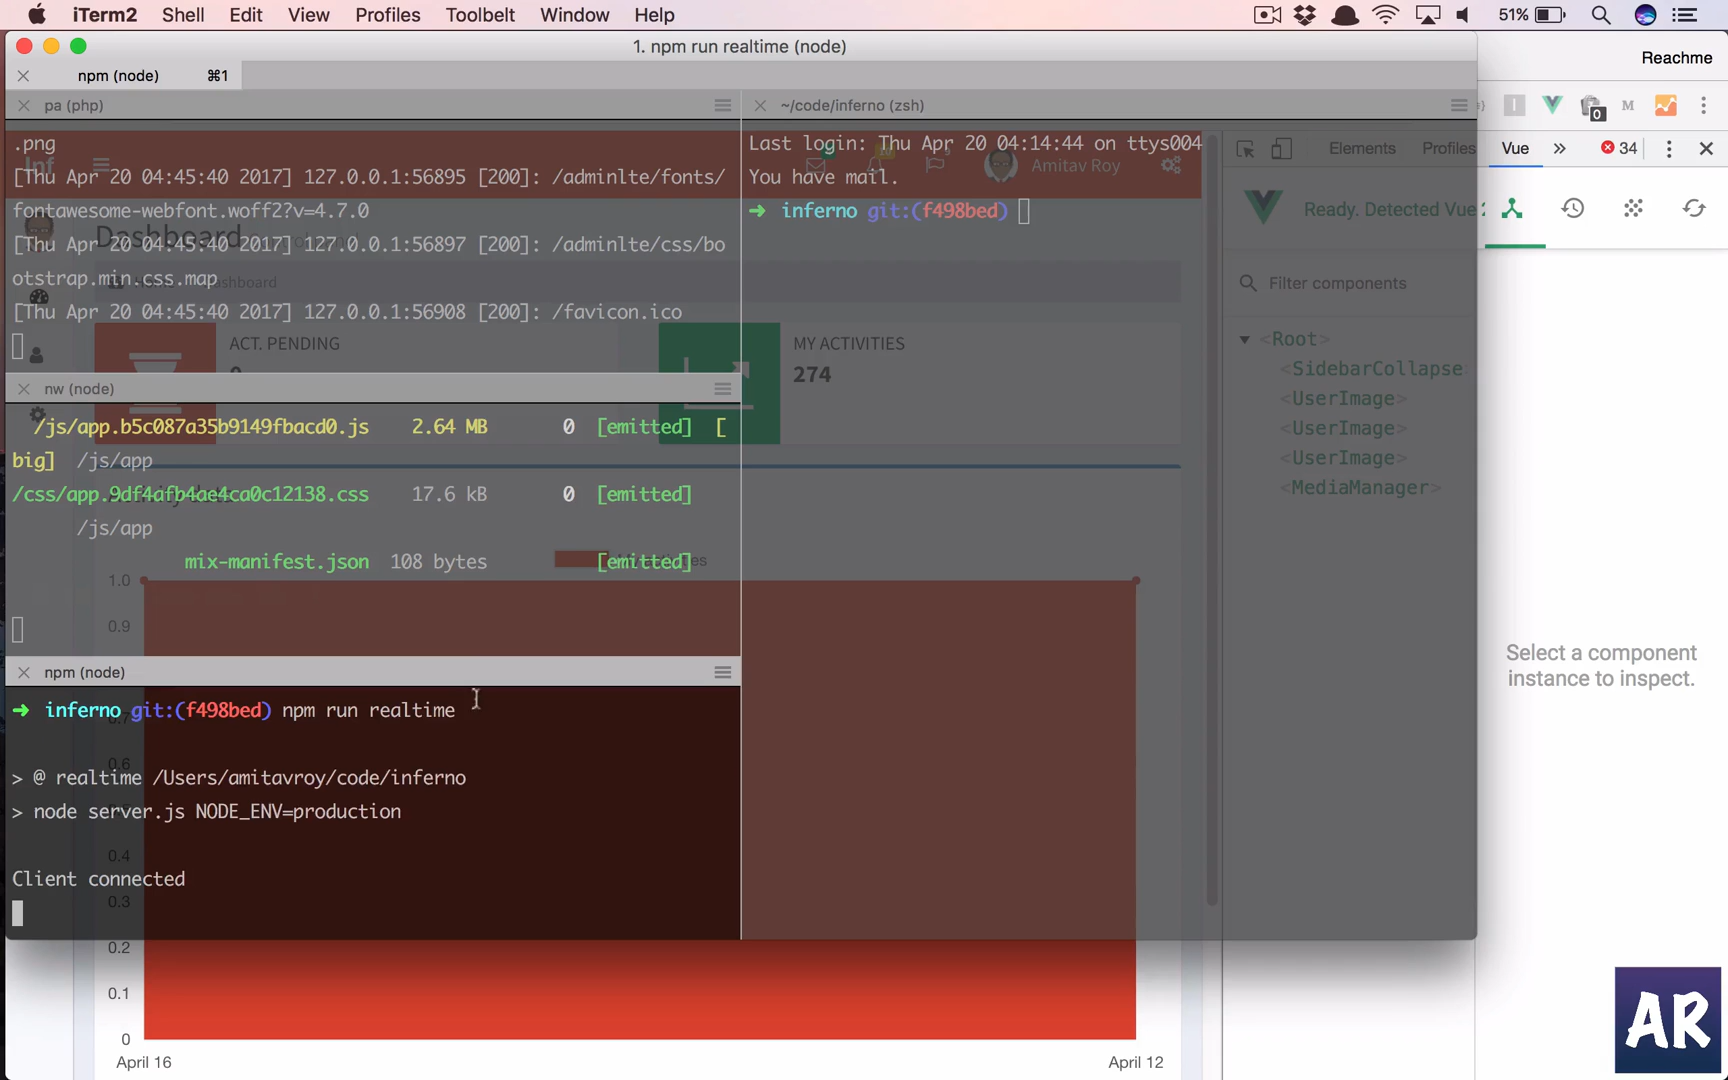 iTerm2 Shell Edit View Profiles Toolbelt Window Help 51%
1. npm run realtime (node)
Reachme
npm (node) ⌘1
pa (php)
.png
[Thu Apr 20 04:45:40 2017] 127.0.0.1:56895 [200]: /adminlte/fonts/
fontawesome-webfont.woff2?v=4.7.0
[Thu Apr 20 04:45:40 2017] 127.0.0.1:56897 [200]: /adminlte/css/bo
otstrap.min.css.map
[Thu Apr 20 04:45:40 2017] 127.0.0.1:56908 [200]: /favicon.ico
~/code/inferno (zsh)
Last login: Thu Apr 20 04:14:44 on ttys004
You have mail.
➜ inferno git:(f498bed)
Inf
Amitav Roy
Dashboard
ACT. PENDING
MY ACTIVITIES
274
nw (node)
/js/app.b5c087a35b9149fbacd0.js 2.64 MB 0 [emitted] [
big] /js/app
/css/app.9df4afb4ae4ca0c12138.css 17.6 kB 0 [emitted]
/js/app
mix-manifest.json 108 bytes [emitted]
npm (node)
➜ inferno git:(f498bed) npm run realtime
> @ realtime /Users/amitavroy/code/inferno
> node server.js NODE_ENV=production
Client connected
1.0
0.9
0.6
0.4
0.3
0.2
0.1
0
April 16 April 12
0 M
Elements Profiles Vue » 34
Ready. Detected Vue
Filter components
<Root>
<SidebarCollapse
<UserImage>
<UserImage>
<UserImage>
<MediaManager>
Select a component
instance to inspect.
AR